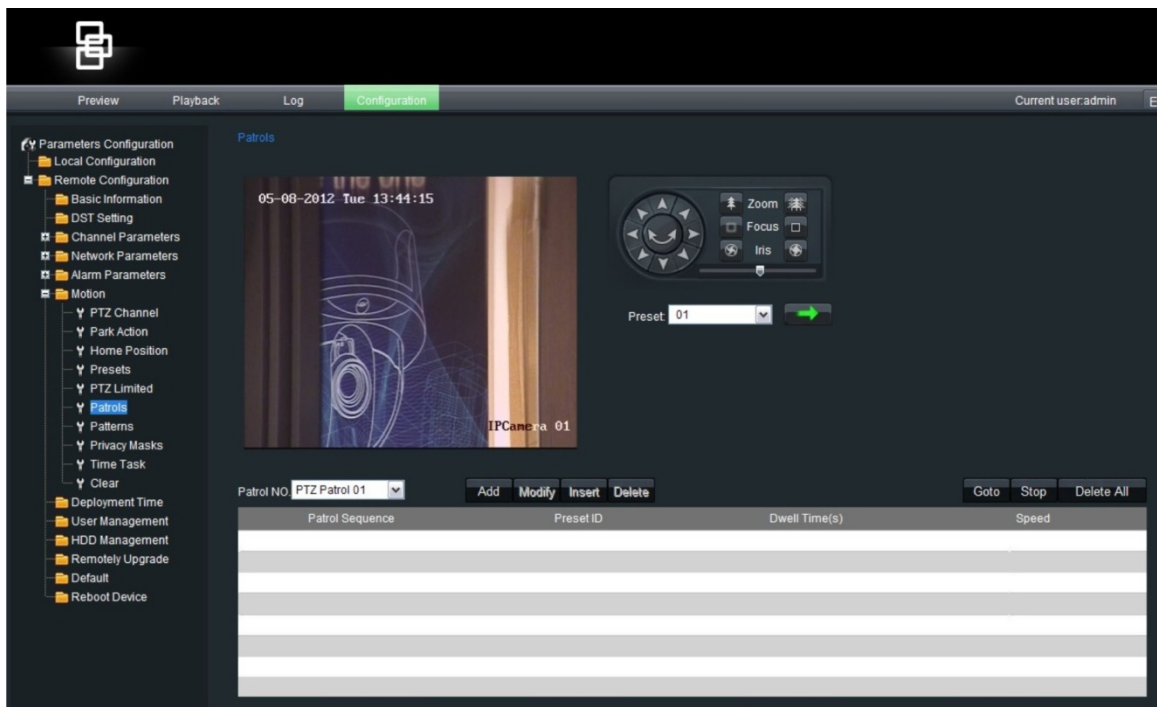 Preview Playback Log Configuration Current user:admin E
Parameters Configuration
Local Configuration
Remote Configuration
Basic Information
DST Setting
Channel Parameters
Network Parameters
Alarm Parameters
Motion
PTZ Channel
Park Action
Home Position
Presets
PTZ Limited
Patrols
Patterns
Privacy Masks
Time Task
Clear
Deployment Time
User Management
HDD Management
Remotely Upgrade
Default
Reboot Device
Patrols
the one
05-08-2012 Tue 13:44:15
IPCamera 01
Zoom
Focus
Iris
Preset: 01
Patrol NO. PTZ Patrol 01 Add Modify Insert Delete Goto Stop Delete All
Patrol Sequence Preset ID Dwell Time(s) Speed